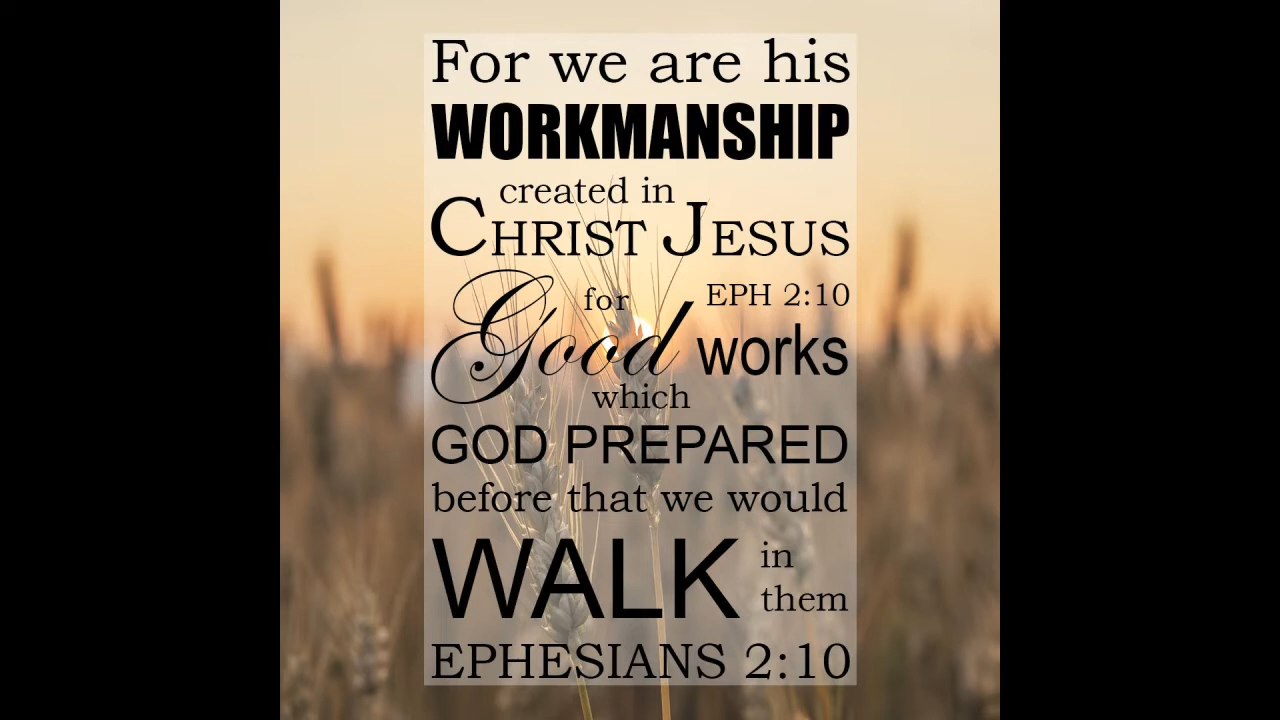 For we are his
WORKMANSHIP
created in
CHRIST JESUS
for EPH 2:10
Good works
which
GOD PREPARED
before that we would
WALK in
them
EPHESIANS 2:10